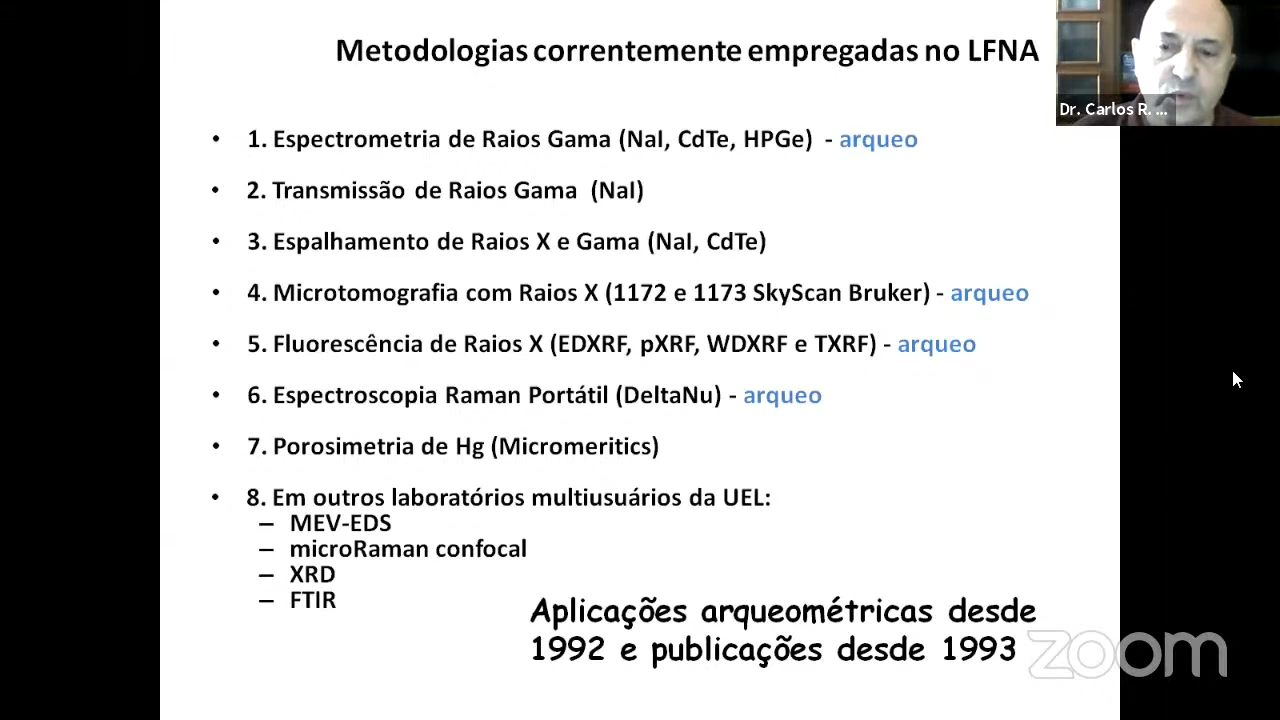 Metodologias correntemente empregadas no LFNA
Dr. Carlos R. ...
• 1. Espectrometria de Raios Gama (NaI, CdTe, HPGe) - arqueo
• 2. Transmissão de Raios Gama (NaI)
• 3. Espalhamento de Raios X e Gama (NaI, CdTe)
• 4. Microtomografia com Raios X (1172 e 1173 SkyScan Bruker) - arqueo
• 5. Fluorescência de Raios X (EDXRF, pXRF, WDXRF e TXRF) - arqueo
• 6. Espectroscopia Raman Portátil (DeltaNu) - arqueo
• 7. Porosimetria de Hg (Micromeritics)
• 8. Em outros laboratórios multiusuários da UEL:
– MEV-EDS
– microRaman confocal
– XRD
– FTIR
Aplicações arqueométricas desde
1992 e publicações desde 1993
zoom